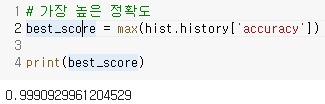 1 # 가장 높은 정확도
2 best_score = max(hist.history['accuracy'])
3
4 print(best_score)
0.9990929961204529